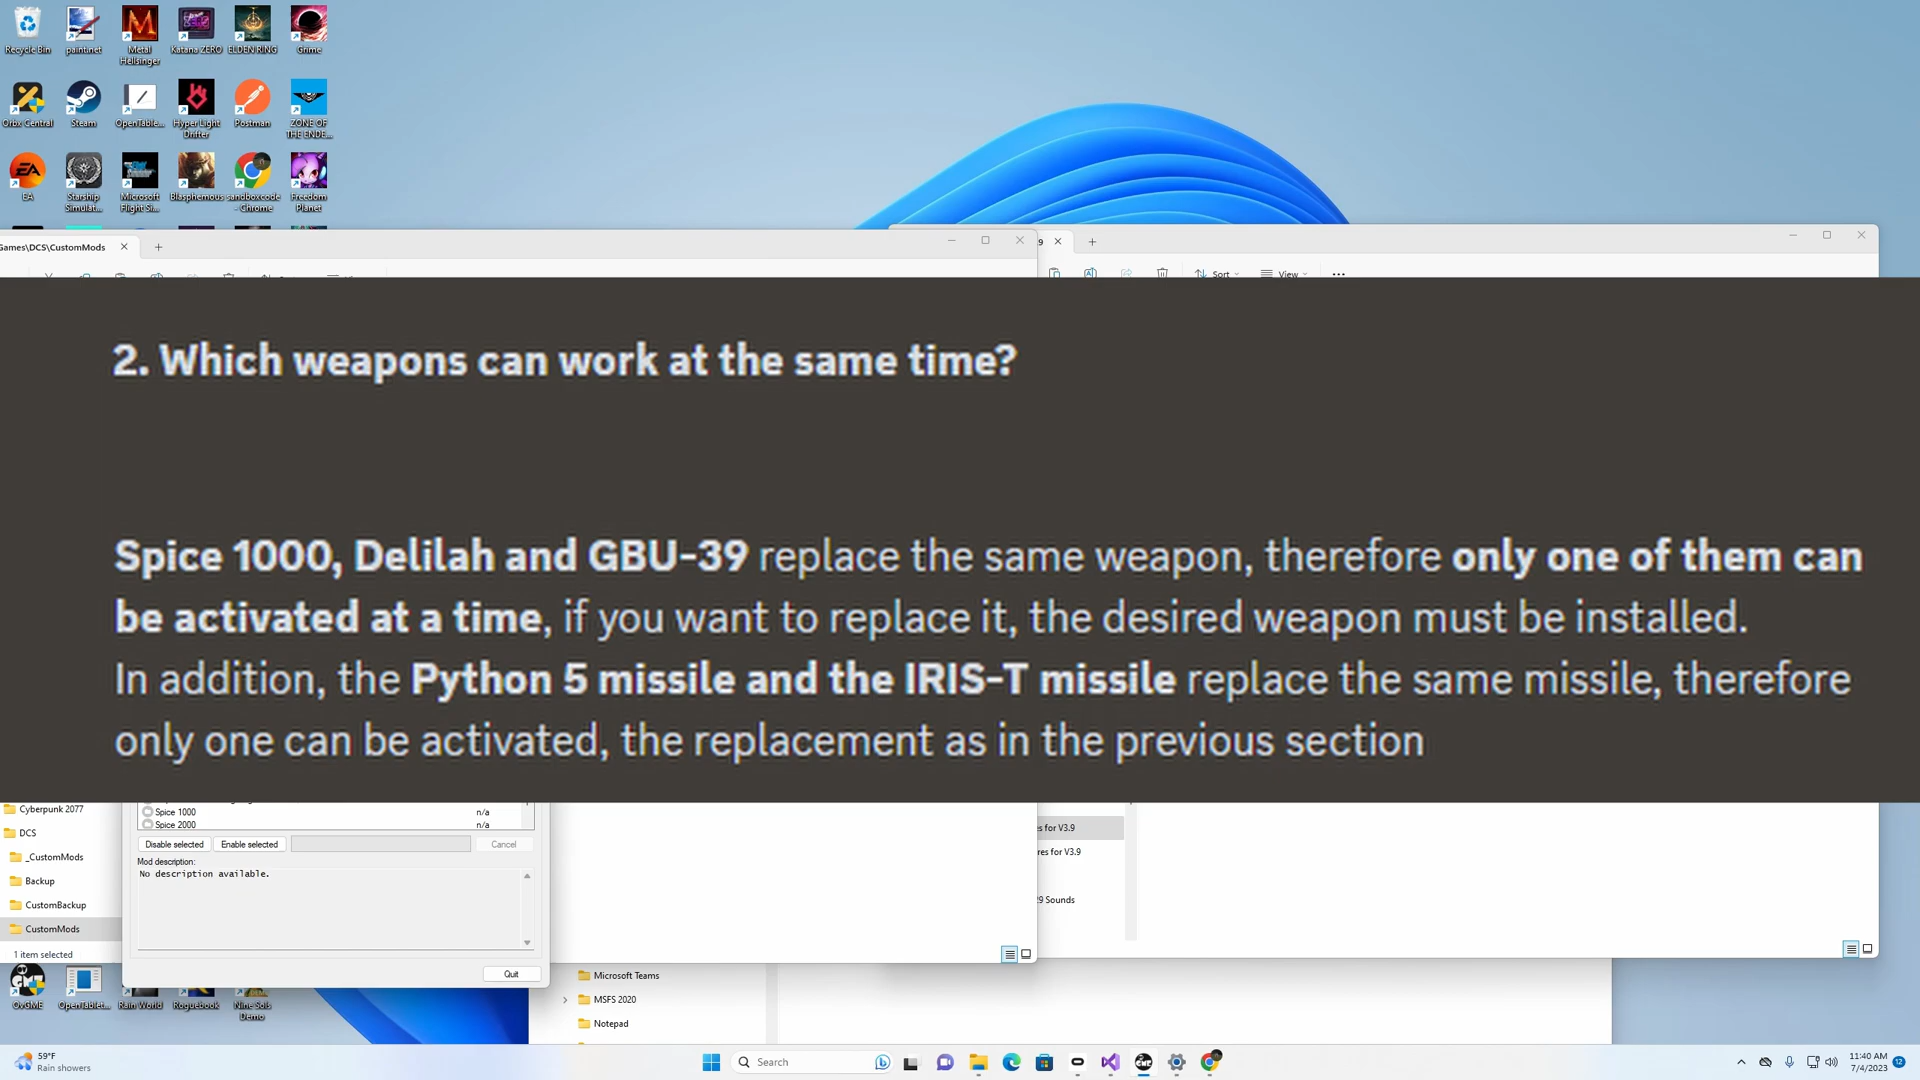 Recycle Bin
paint.net
Metal Hellsinger
Katana ZERO
ELDEN RING
Grime
Orbx Central
Steam
OpenTable...
Hyper Light Drifter
Postman
ZONE OF THE ENDE...
EA
Starship Simulat...
Microsoft Flight Si...
Blasphemous
sandboxcode - Chrome
Freedom Planet
Games\DCS\CustomMods
9
Sort
View
2. Which weapons can work at the same time?
Spice 1000, Delilah and GBU-39 replace the same weapon, therefore only one of them can
be activated at a time, if you want to replace it, the desired weapon must be installed.
In addition, the Python 5 missile and the IRIS-T missile replace the same missile, therefore
only one can be activated, the replacement as in the previous section
Cyberpunk 2077
DCS
_CustomMods
Backup
CustomBackup
CustomMods
1 item selected
Spice 1000 n/a
Spice 2000 n/a
Disable selected
Enable selected
Cancel
Mod description:
No description available.
Quit
es for V3.9
res for V3.9
29 Sounds
OvGME
OpenTablet...
Rain World
Roguebook
Nine Sols Demo
Microsoft Teams
MSFS 2020
Notepad
59°F
Rain showers
Search
11:40 AM
7/4/2023
12